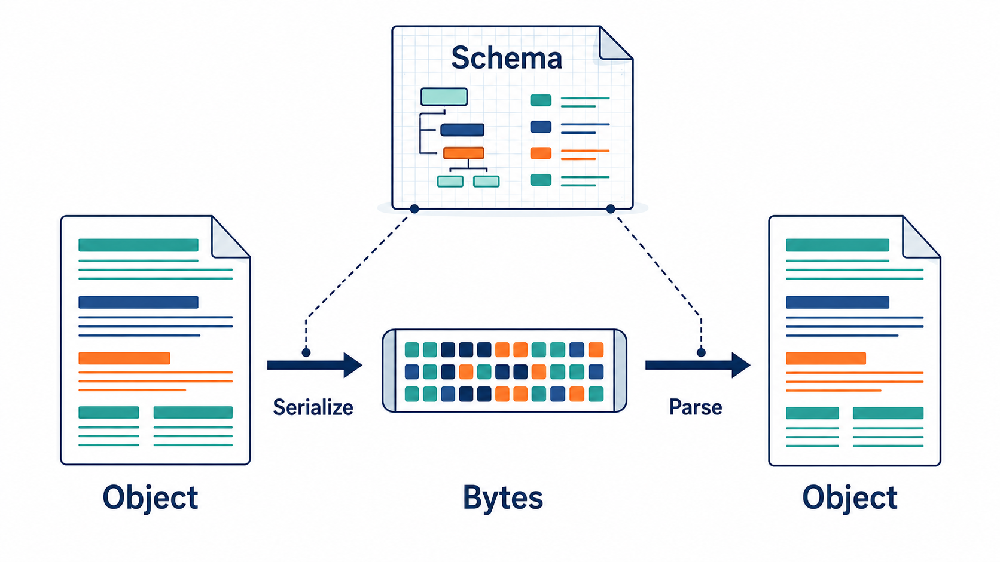 Schema
Serialize
Parse
Object
Bytes
Object